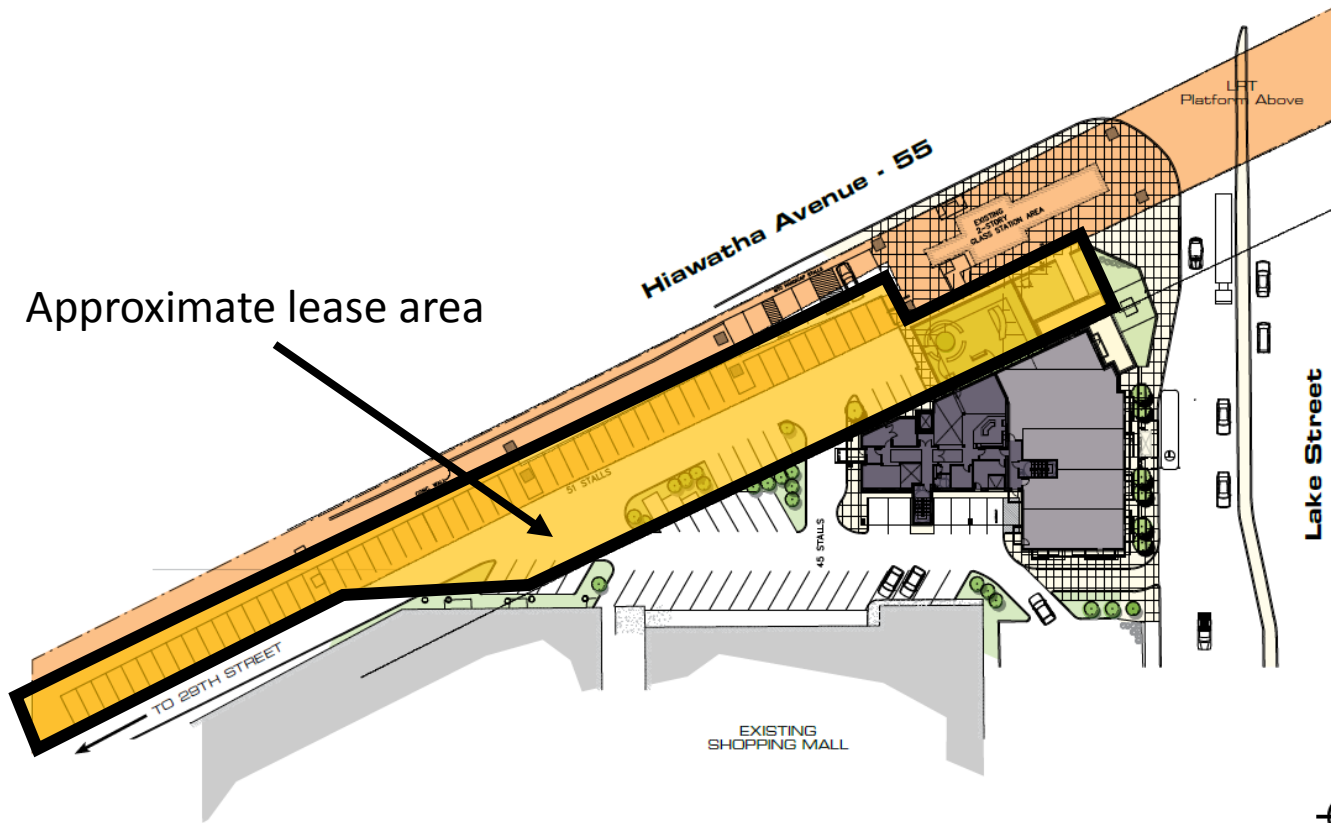 LRT
Platform Above
Hiawatha Avenue - 55
EXISTING
2-STORY
GLASS STATION AREA
Approximate lease area
51 STALLS
45 STALLS
Lake Street
TO 29TH STREET
EXISTING
SHOPPING MALL